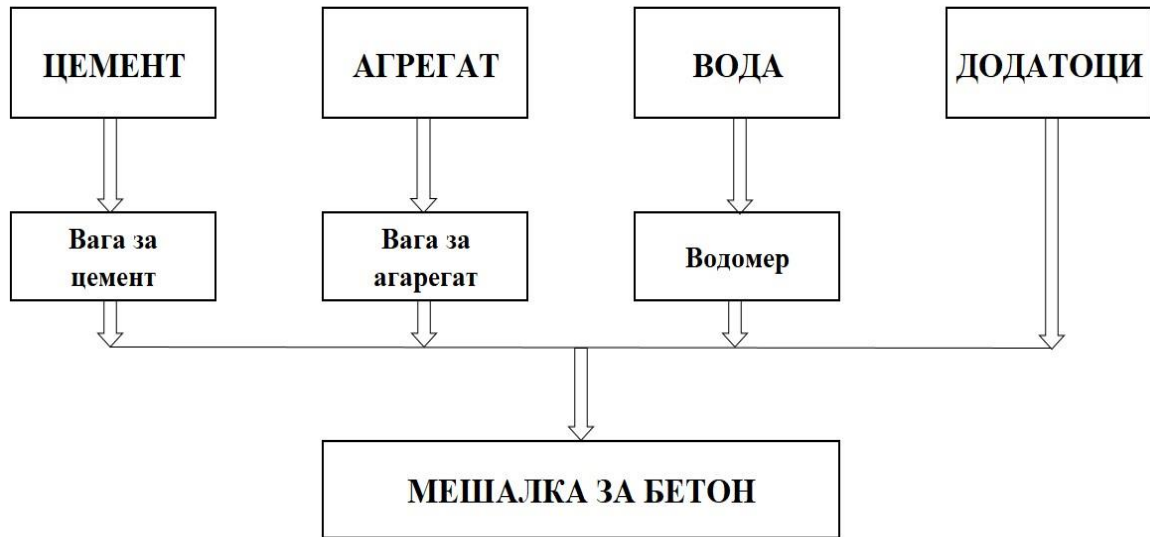 ЦЕМЕНТ
АГРЕГАТ
ВОДА
ДОДАТОЦИ
Вага за
цемент
Вага за
агарегат
Водомер
МЕШАЛКА ЗА БЕТОН